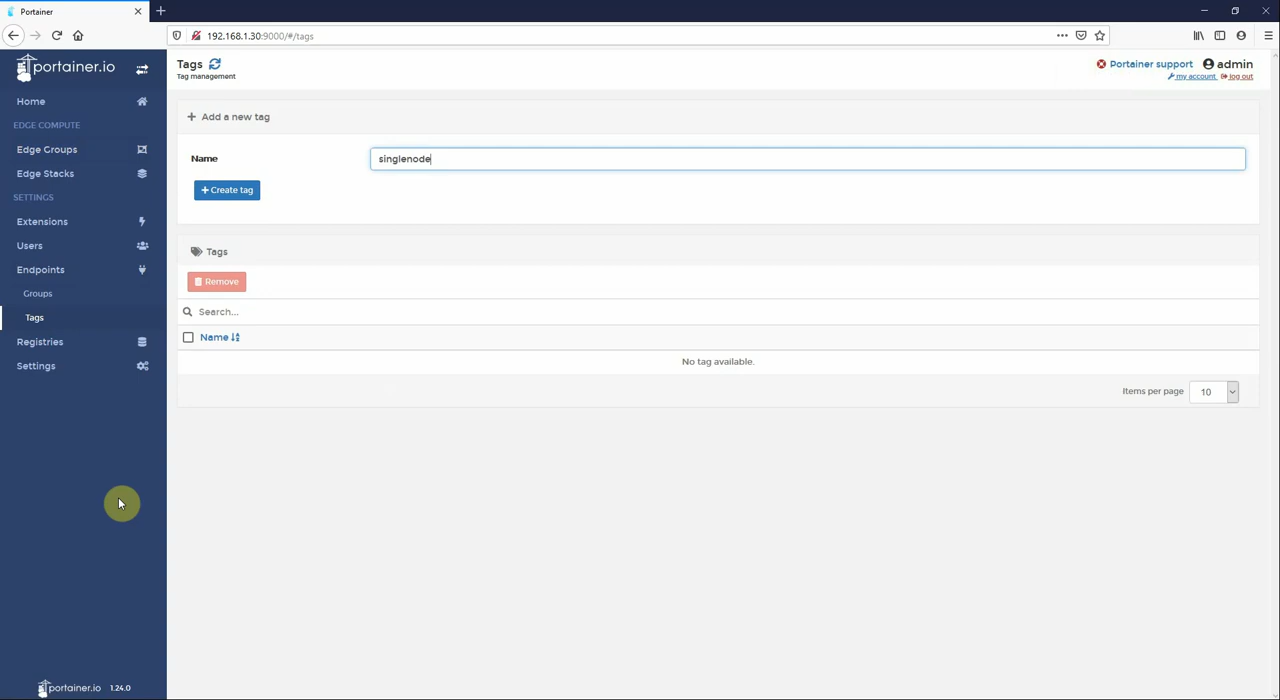 Portainer
192.168.1.30:9000/#/tags
portainer.io
Home
EDGE COMPUTE
Edge Groups
Edge Stacks
SETTINGS
Extensions
Users
Endpoints
Groups
Tags
Registries
Settings
portainer.io 1.24.0
Tags
Tag management
Portainer support admin
my account log out
Add a new tag
Name singlenode
Create tag
Tags
Remove
Search...
Name
No tag available.
Items per page 10